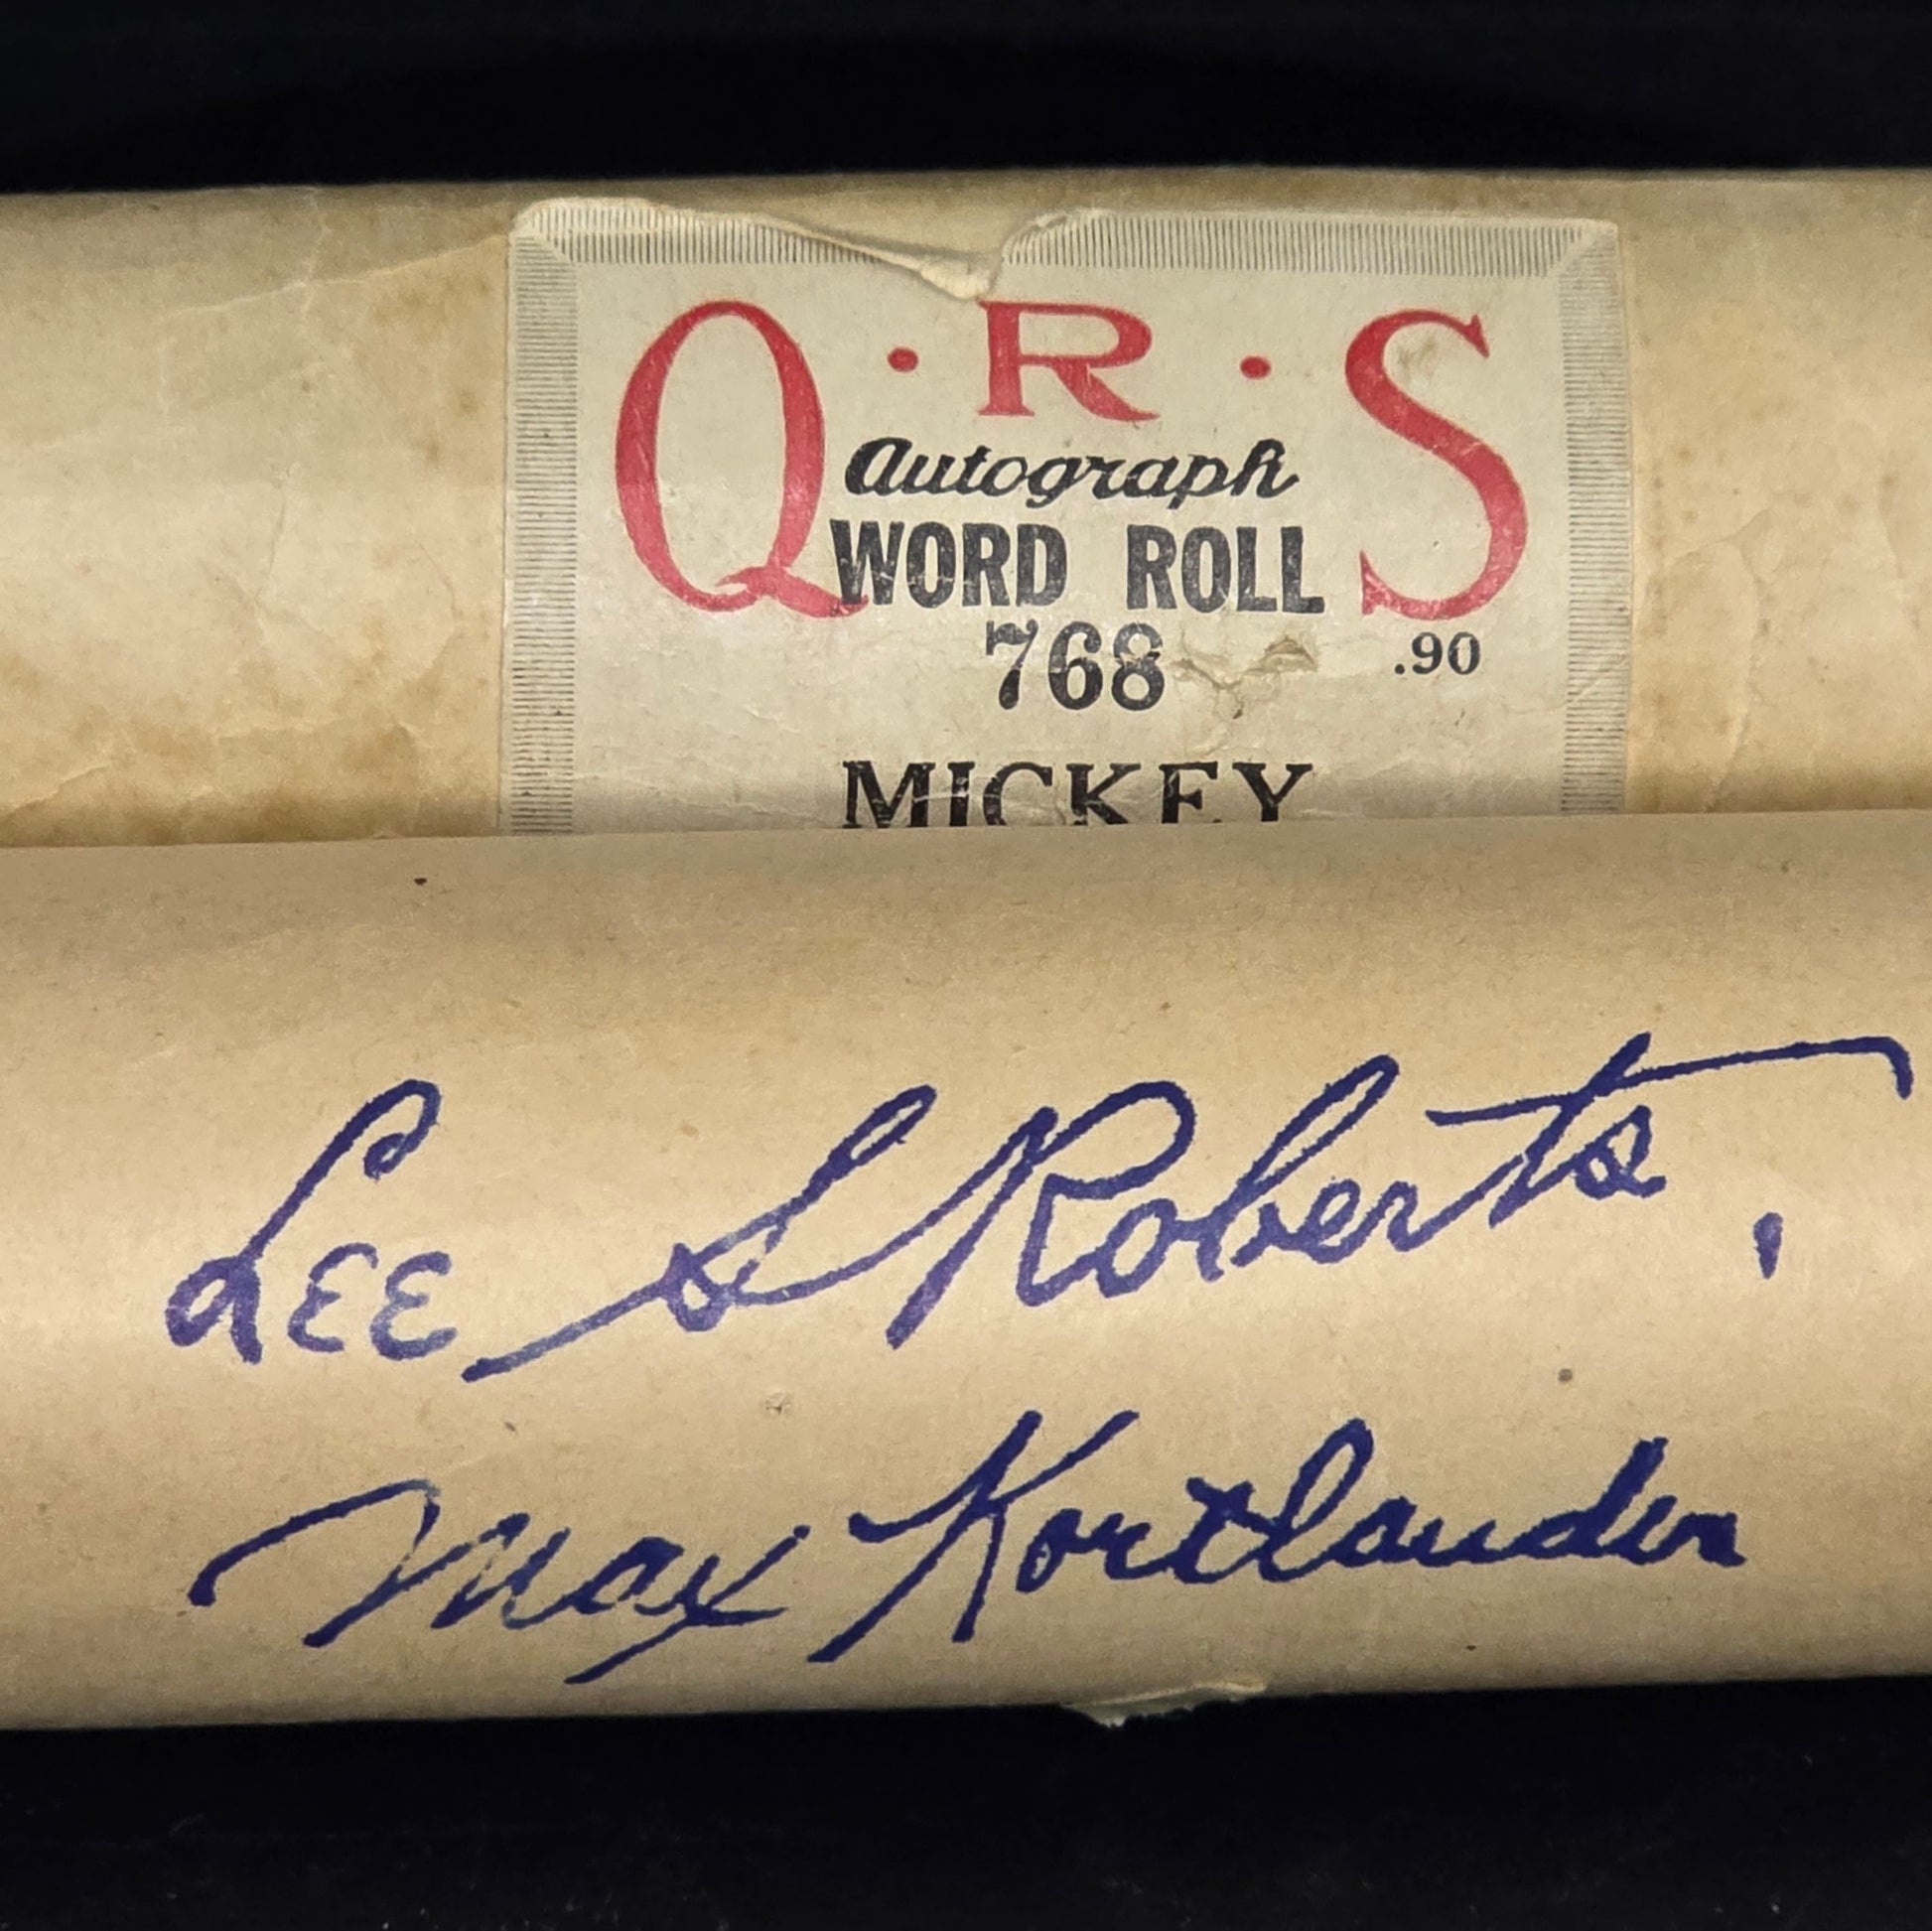 Q·R·S
Autograph
WORD ROLL
768 .90
MICKEY
Lee S Roberts,
Max Kortlander